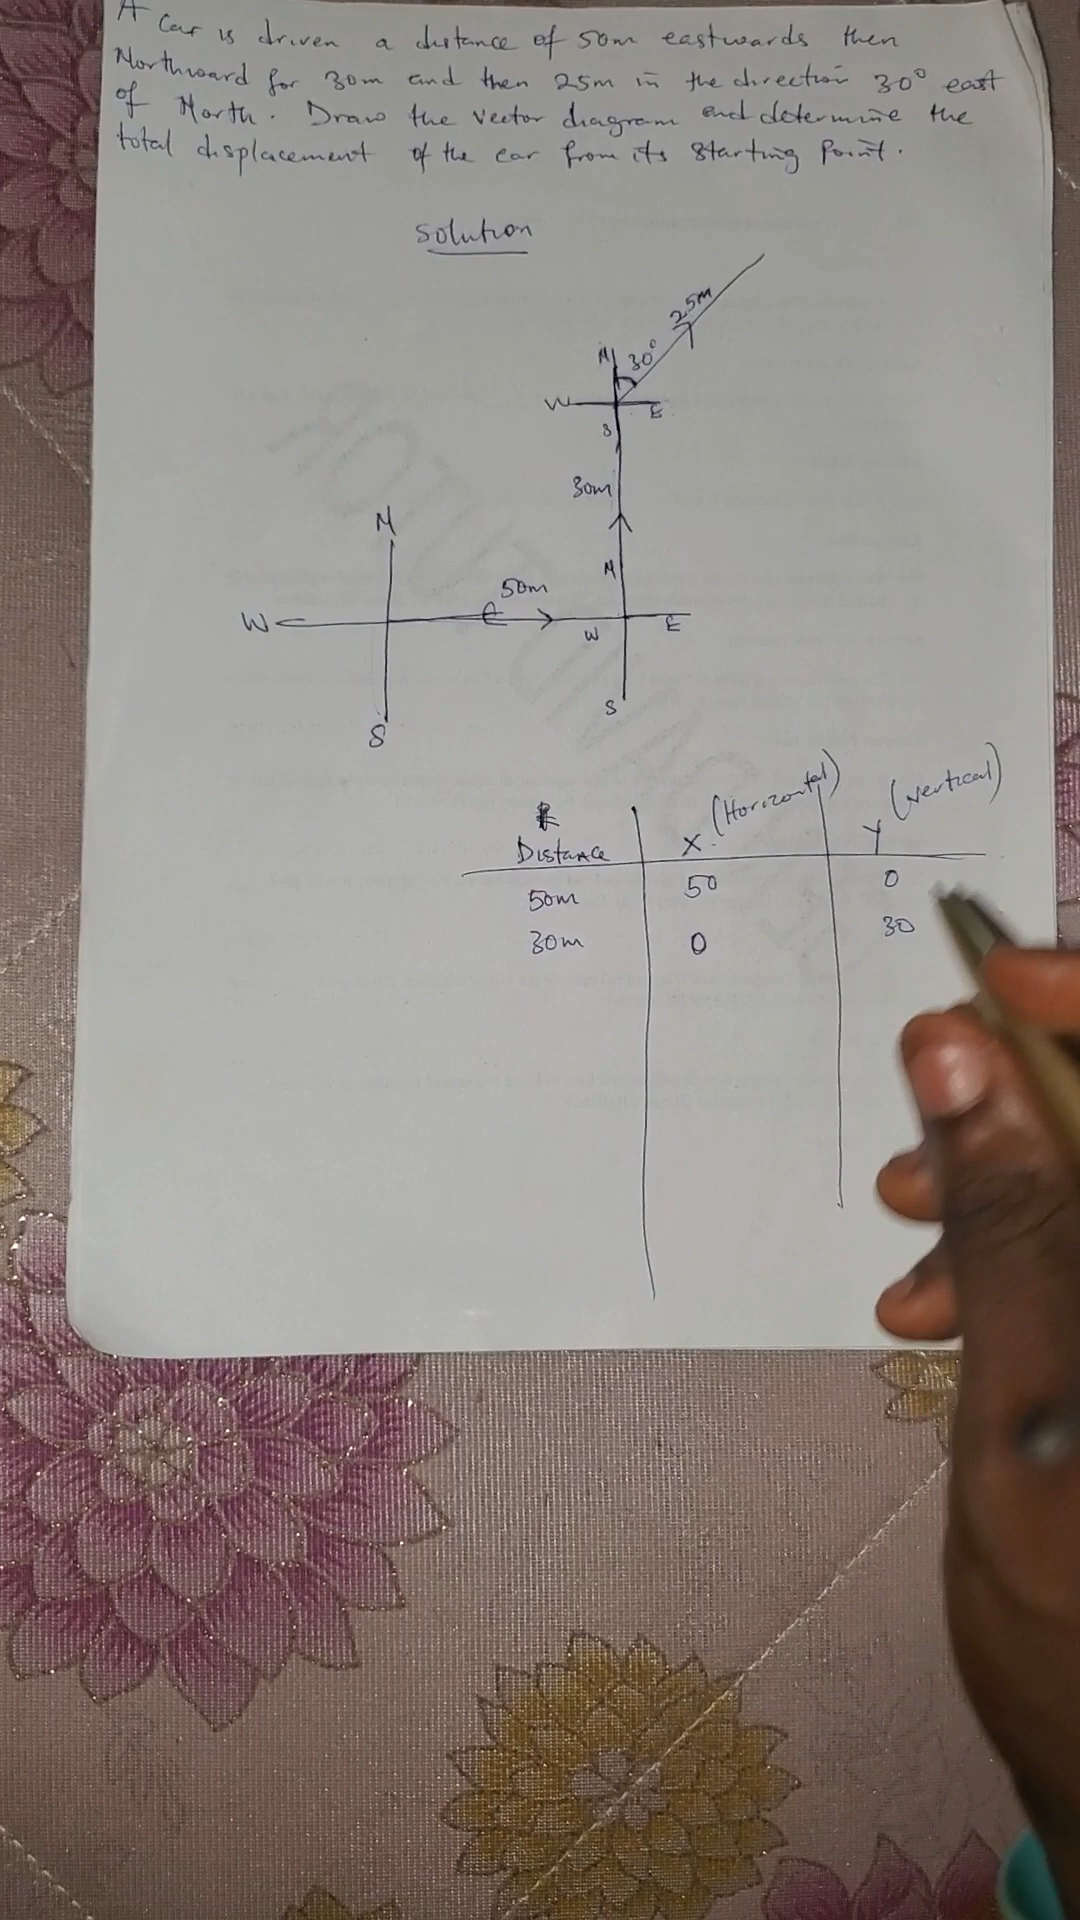 A car is driven a distance of 50m eastwards then
Northward for 30m and then 25m in the direction 30° east
of North. Draw the vector diagram and determine the
total displacement of the car from its starting point.
Solution
25m
N 30°
W E
S
30m
N
N
50m
W E
W E
S
S
Distance X (Horizontal) Y (vertical)
50m 50 0
30m 0 30